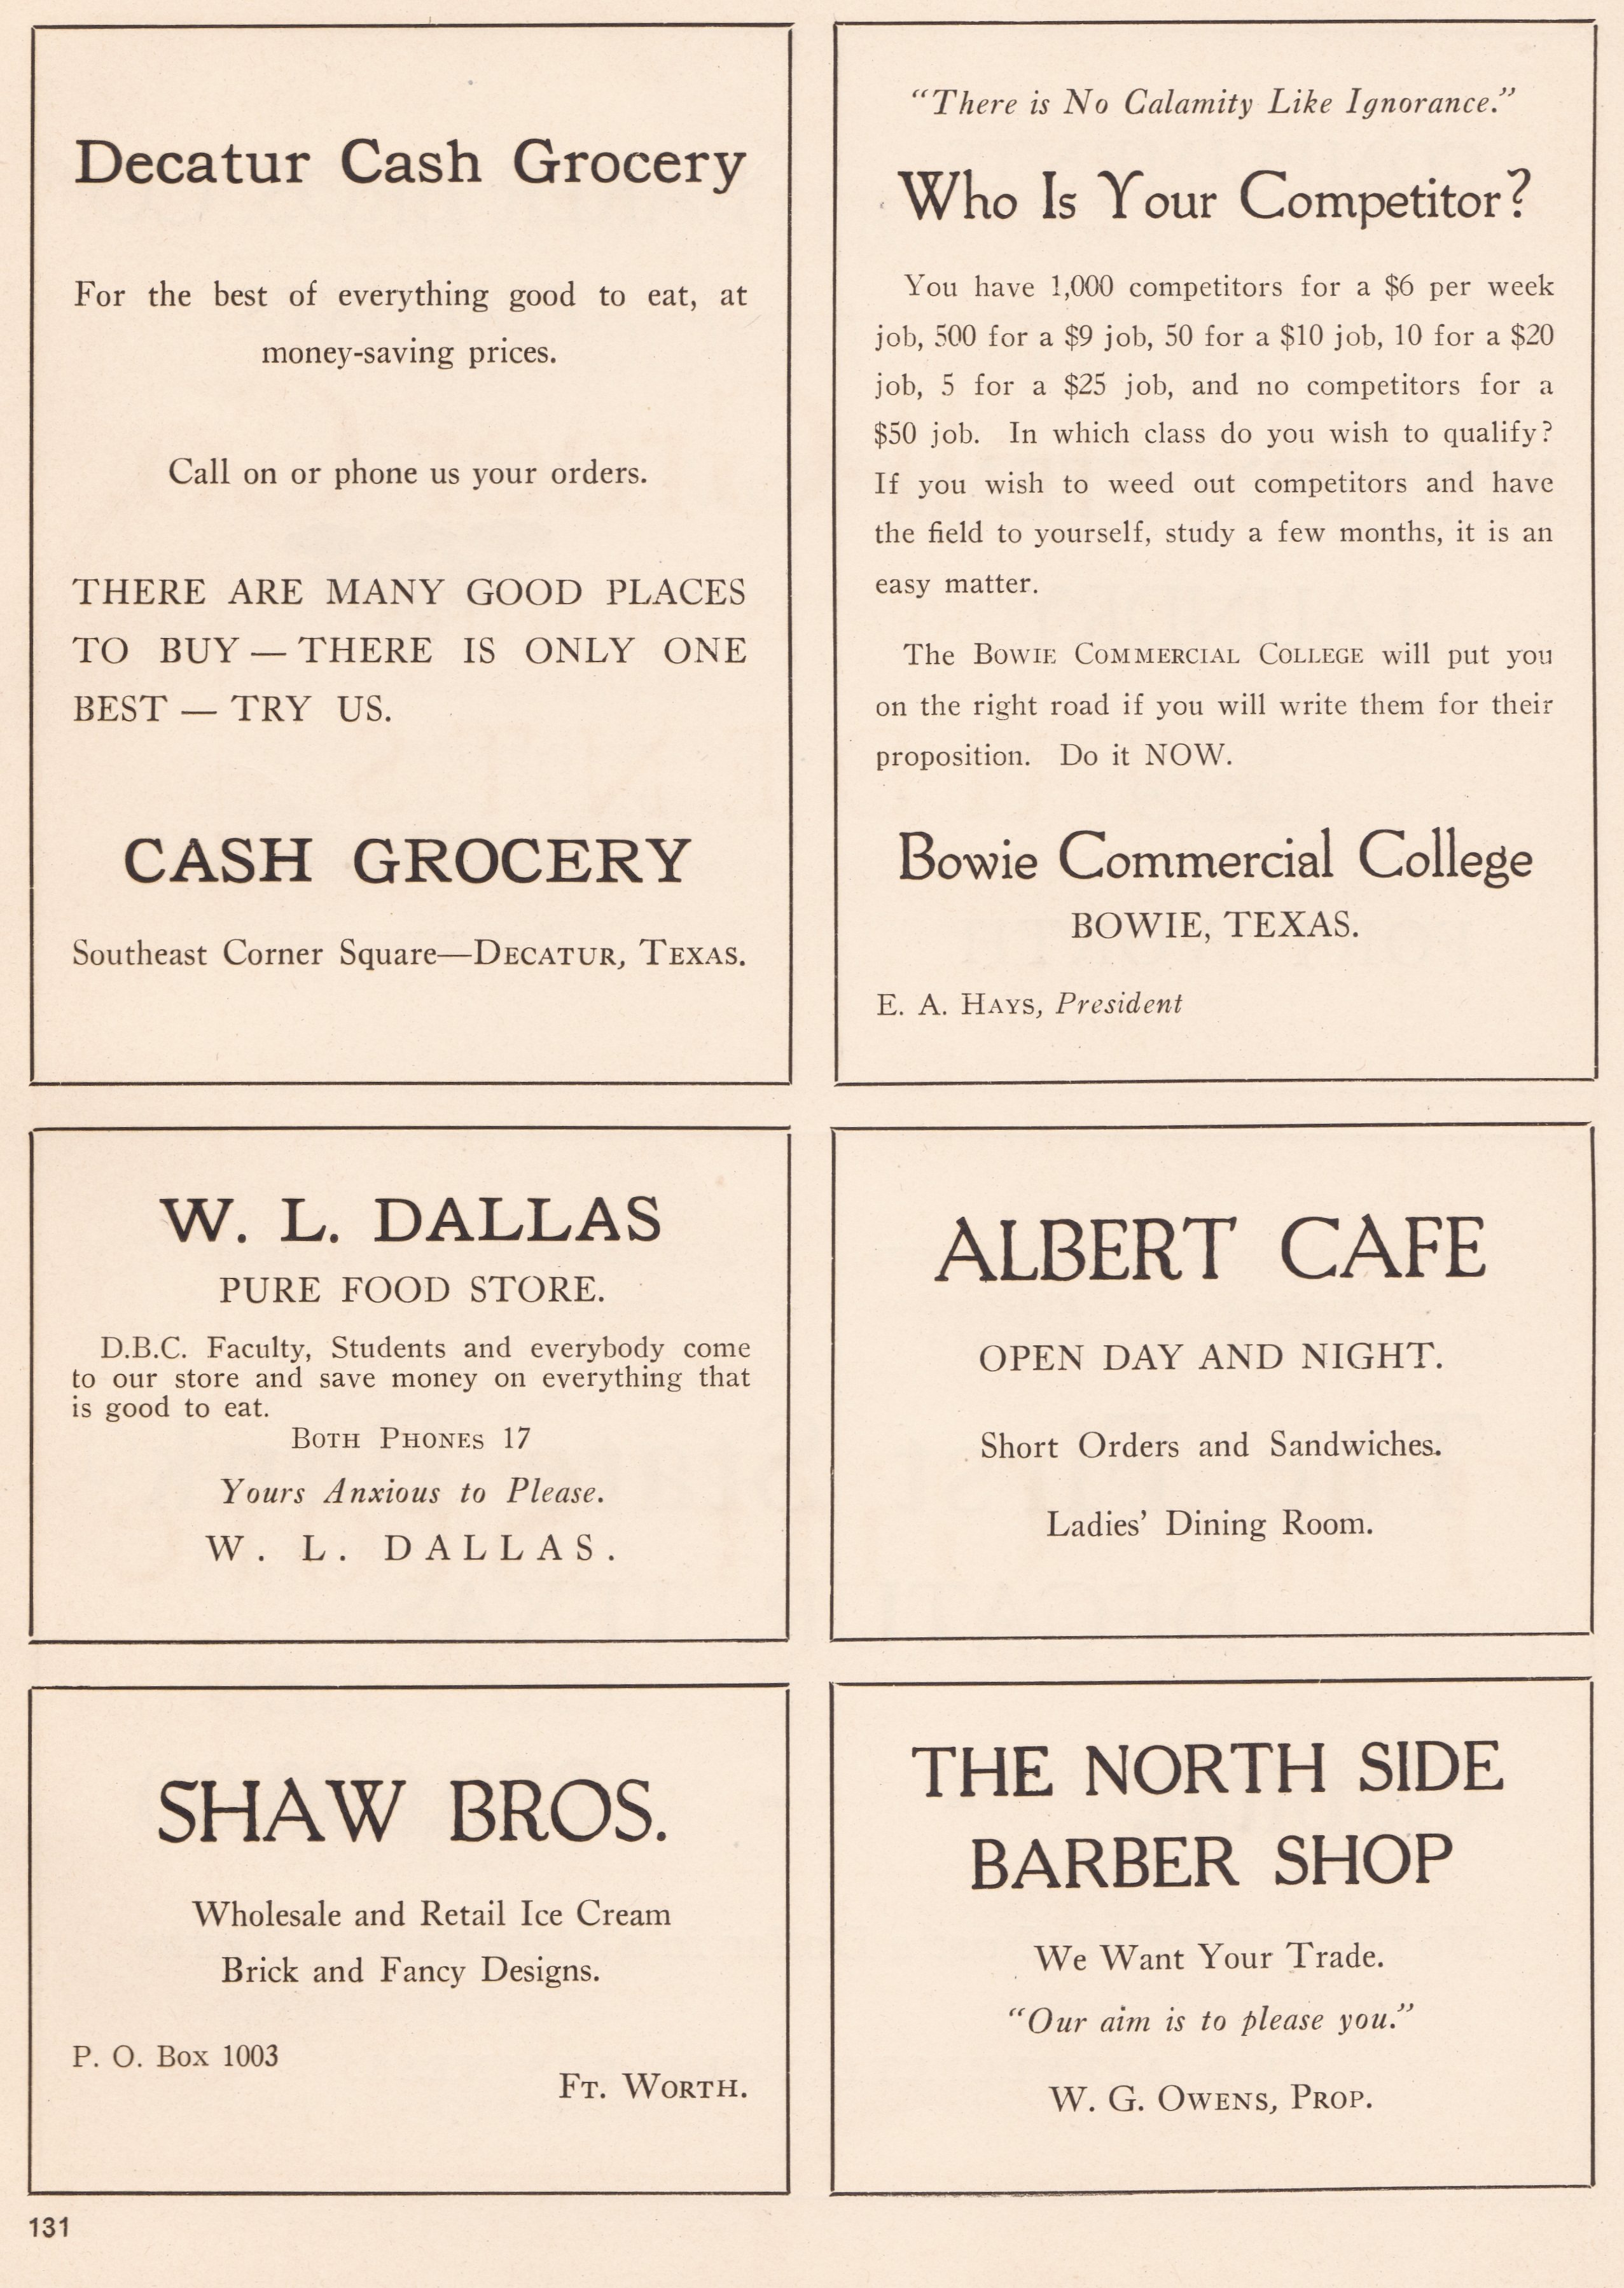 Decatur Cash Grocery
For the best of everything good to eat, at
money-saving prices.
Call on or phone us your orders.
THERE ARE MANY GOOD PLACES
TO BUY — THERE IS ONLY ONE
BEST — TRY US.
CASH GROCERY
Southeast Corner Square—DECATUR, TEXAS.
“There is No Calamity Like Ignorance.”
Who Is Your Competitor?
You have 1,000 competitors for a $6 per week
job, 500 for a $9 job, 50 for a $10 job, 10 for a $20
job, 5 for a $25 job, and no competitors for a
$50 job. In which class do you wish to qualify?
If you wish to weed out competitors and have
the field to yourself, study a few months, it is an
easy matter.
The BOWIE COMMERCIAL COLLEGE will put you
on the right road if you will write them for their
proposition. Do it NOW.
Bowie Commercial College
BOWIE, TEXAS.
E. A. HAYS, President
W. L. DALLAS
PURE FOOD STORE.
D.B.C. Faculty, Students and everybody come
to our store and save money on everything that
is good to eat.
BOTH PHONES 17
Yours Anxious to Please.
W. L. DALLAS.
ALBERT CAFE
OPEN DAY AND NIGHT.
Short Orders and Sandwiches.
Ladies’ Dining Room.
SHAW BROS.
Wholesale and Retail Ice Cream
Brick and Fancy Designs.
P. O. Box 1003
FT. WORTH.
THE NORTH SIDE
BARBER SHOP
We Want Your Trade.
“Our aim is to please you.”
W. G. OWENS, PROP.
131